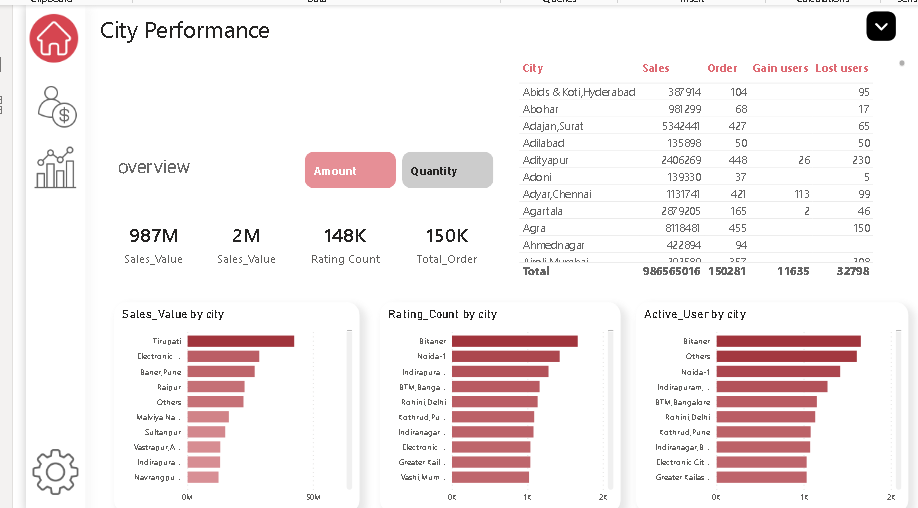 City Performance
City Sales Order Gain users Lost users
Abids & Koti,Hyderabad 387914 104 95
Abohar 981299 68 17
Adajan,Surat 5342441 427 65
Adilabad 135898 50 50
Adityapur 2406269 448 26 230
Adoni 139330 37 5
Adyar,Chennai 1131741 421 113 99
Agartala 2879205 165 2 46
Agra 8118481 455 150
Ahmednagar 422894 94
Total 986565016 150281 11635 32798
overview
Amount
Quantity
987M 2M 148K 150K
Sales_Value Sales_Value Rating Count Total_Order
Sales_Value by city
Tirupati
Electronic ...
Baner,Pune
Raipur
Others
Malviya Na...
Sultanpur
Vastrapur,A...
Indirapura...
Navrangpu...
0M 50M
Rating_Count by city
Bikaner
Noida-1
Indirapura...
BTM,Banga...
Rohini,Delhi
Kothrud,Pu...
Indiranagar...
Electronic ...
Greater Kail...
Vashi,Mum...
0K 1K 2K
Active_User by city
Bikaner
Others
Noida-1
Indirapuram,...
BTM,Bangalore
Rohini,Delhi
Kothrud,Pune
Indiranagar,B...
Electronic Cit...
Greater Kailas...
0K 1K 2K